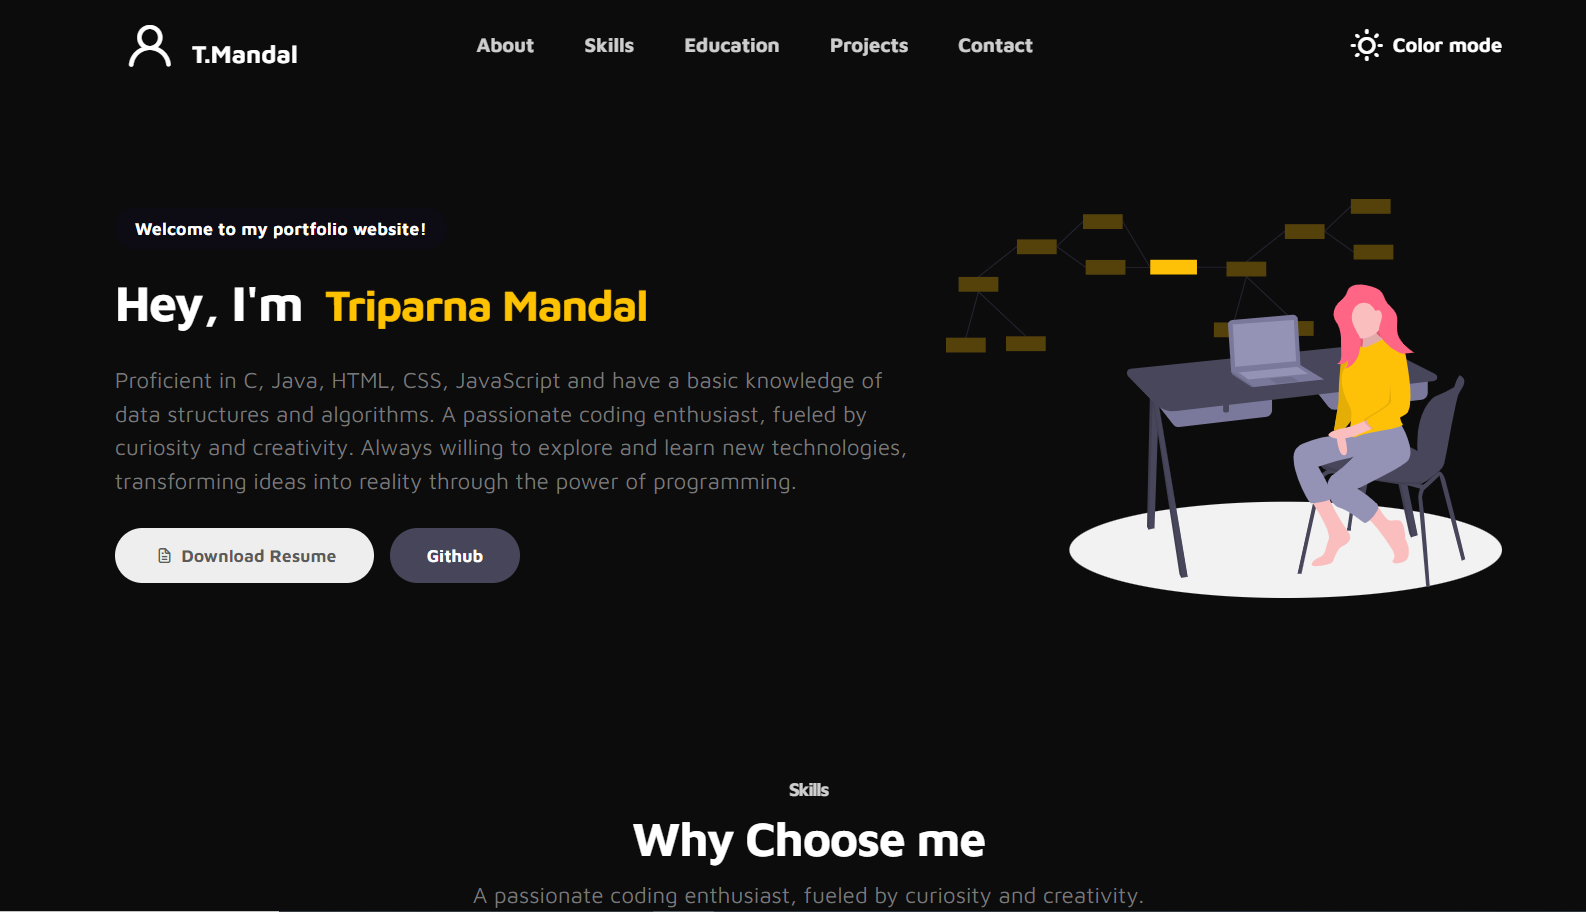 T.Mandal
About
Skills
Education
Projects
Contact
Color mode
Welcome to my portfolio website!
Hey, I'm Triparna Mandal
Proficient in C, Java, HTML, CSS, JavaScript and have a basic knowledge of
data structures and algorithms. A passionate coding enthusiast, fueled by
curiosity and creativity. Always willing to explore and learn new technologies,
transforming ideas into reality through the power of programming.
Download Resume
Github
Skills
Why Choose me
A passionate coding enthusiast, fueled by curiosity and creativity.